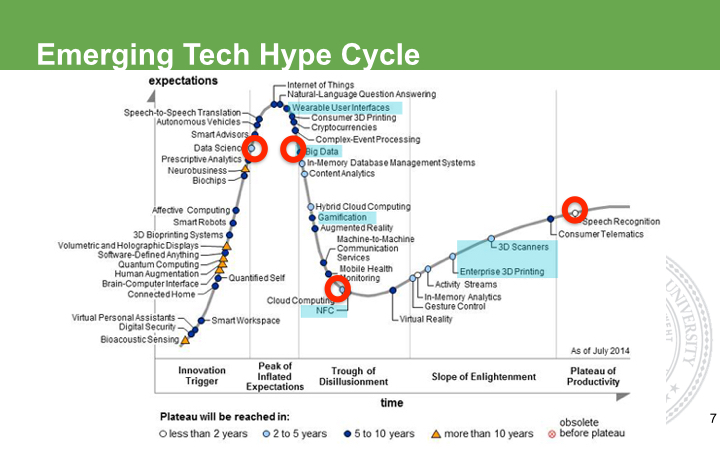 Emerging Tech Hype Cycle
expectations
Internet of Things
Natural-Language Question Answering
Wearable User Interfaces
Consumer 3D Printing
Cryptocurrencies
Complex-Event Processing
Big Data
In-Memory Database Management Systems
Content Analytics
Speech-to-Speech Translation
Autonomous Vehicles
Smart Advisors
Data Science
Prescriptive Analytics
Neurobusiness
Biochips
Affective Computing
Smart Robots
3D Bioprinting Systems
Volumetric and Holographic Displays
Software-Defined Anything
Quantum Computing
Human Augmentation
Brain-Computer Interface
Connected Home
Quantified Self
Virtual Personal Assistants
Digital Security
Bioacoustic Sensing
Smart Workspace
Hybrid Cloud Computing
Gamification
Augmented Reality
Machine-to-Machine
Communication
Services
Mobile Health
Monitoring
Cloud Computing
NFC
Virtual Reality
Gesture Control
In-Memory Analytics
Activity Streams
Enterprise 3D Printing
3D Scanners
Consumer Telematics
Speech Recognition
As of July 2014
Innovation
Trigger
Peak of
Inflated
Expectations
Trough of
Disillusionment
Slope of Enlightenment
Plateau of
Productivity
time
Plateau will be reached in:
less than 2 years
2 to 5 years
5 to 10 years
more than 10 years
obsolete
before plateau
UNIVERSITY
7